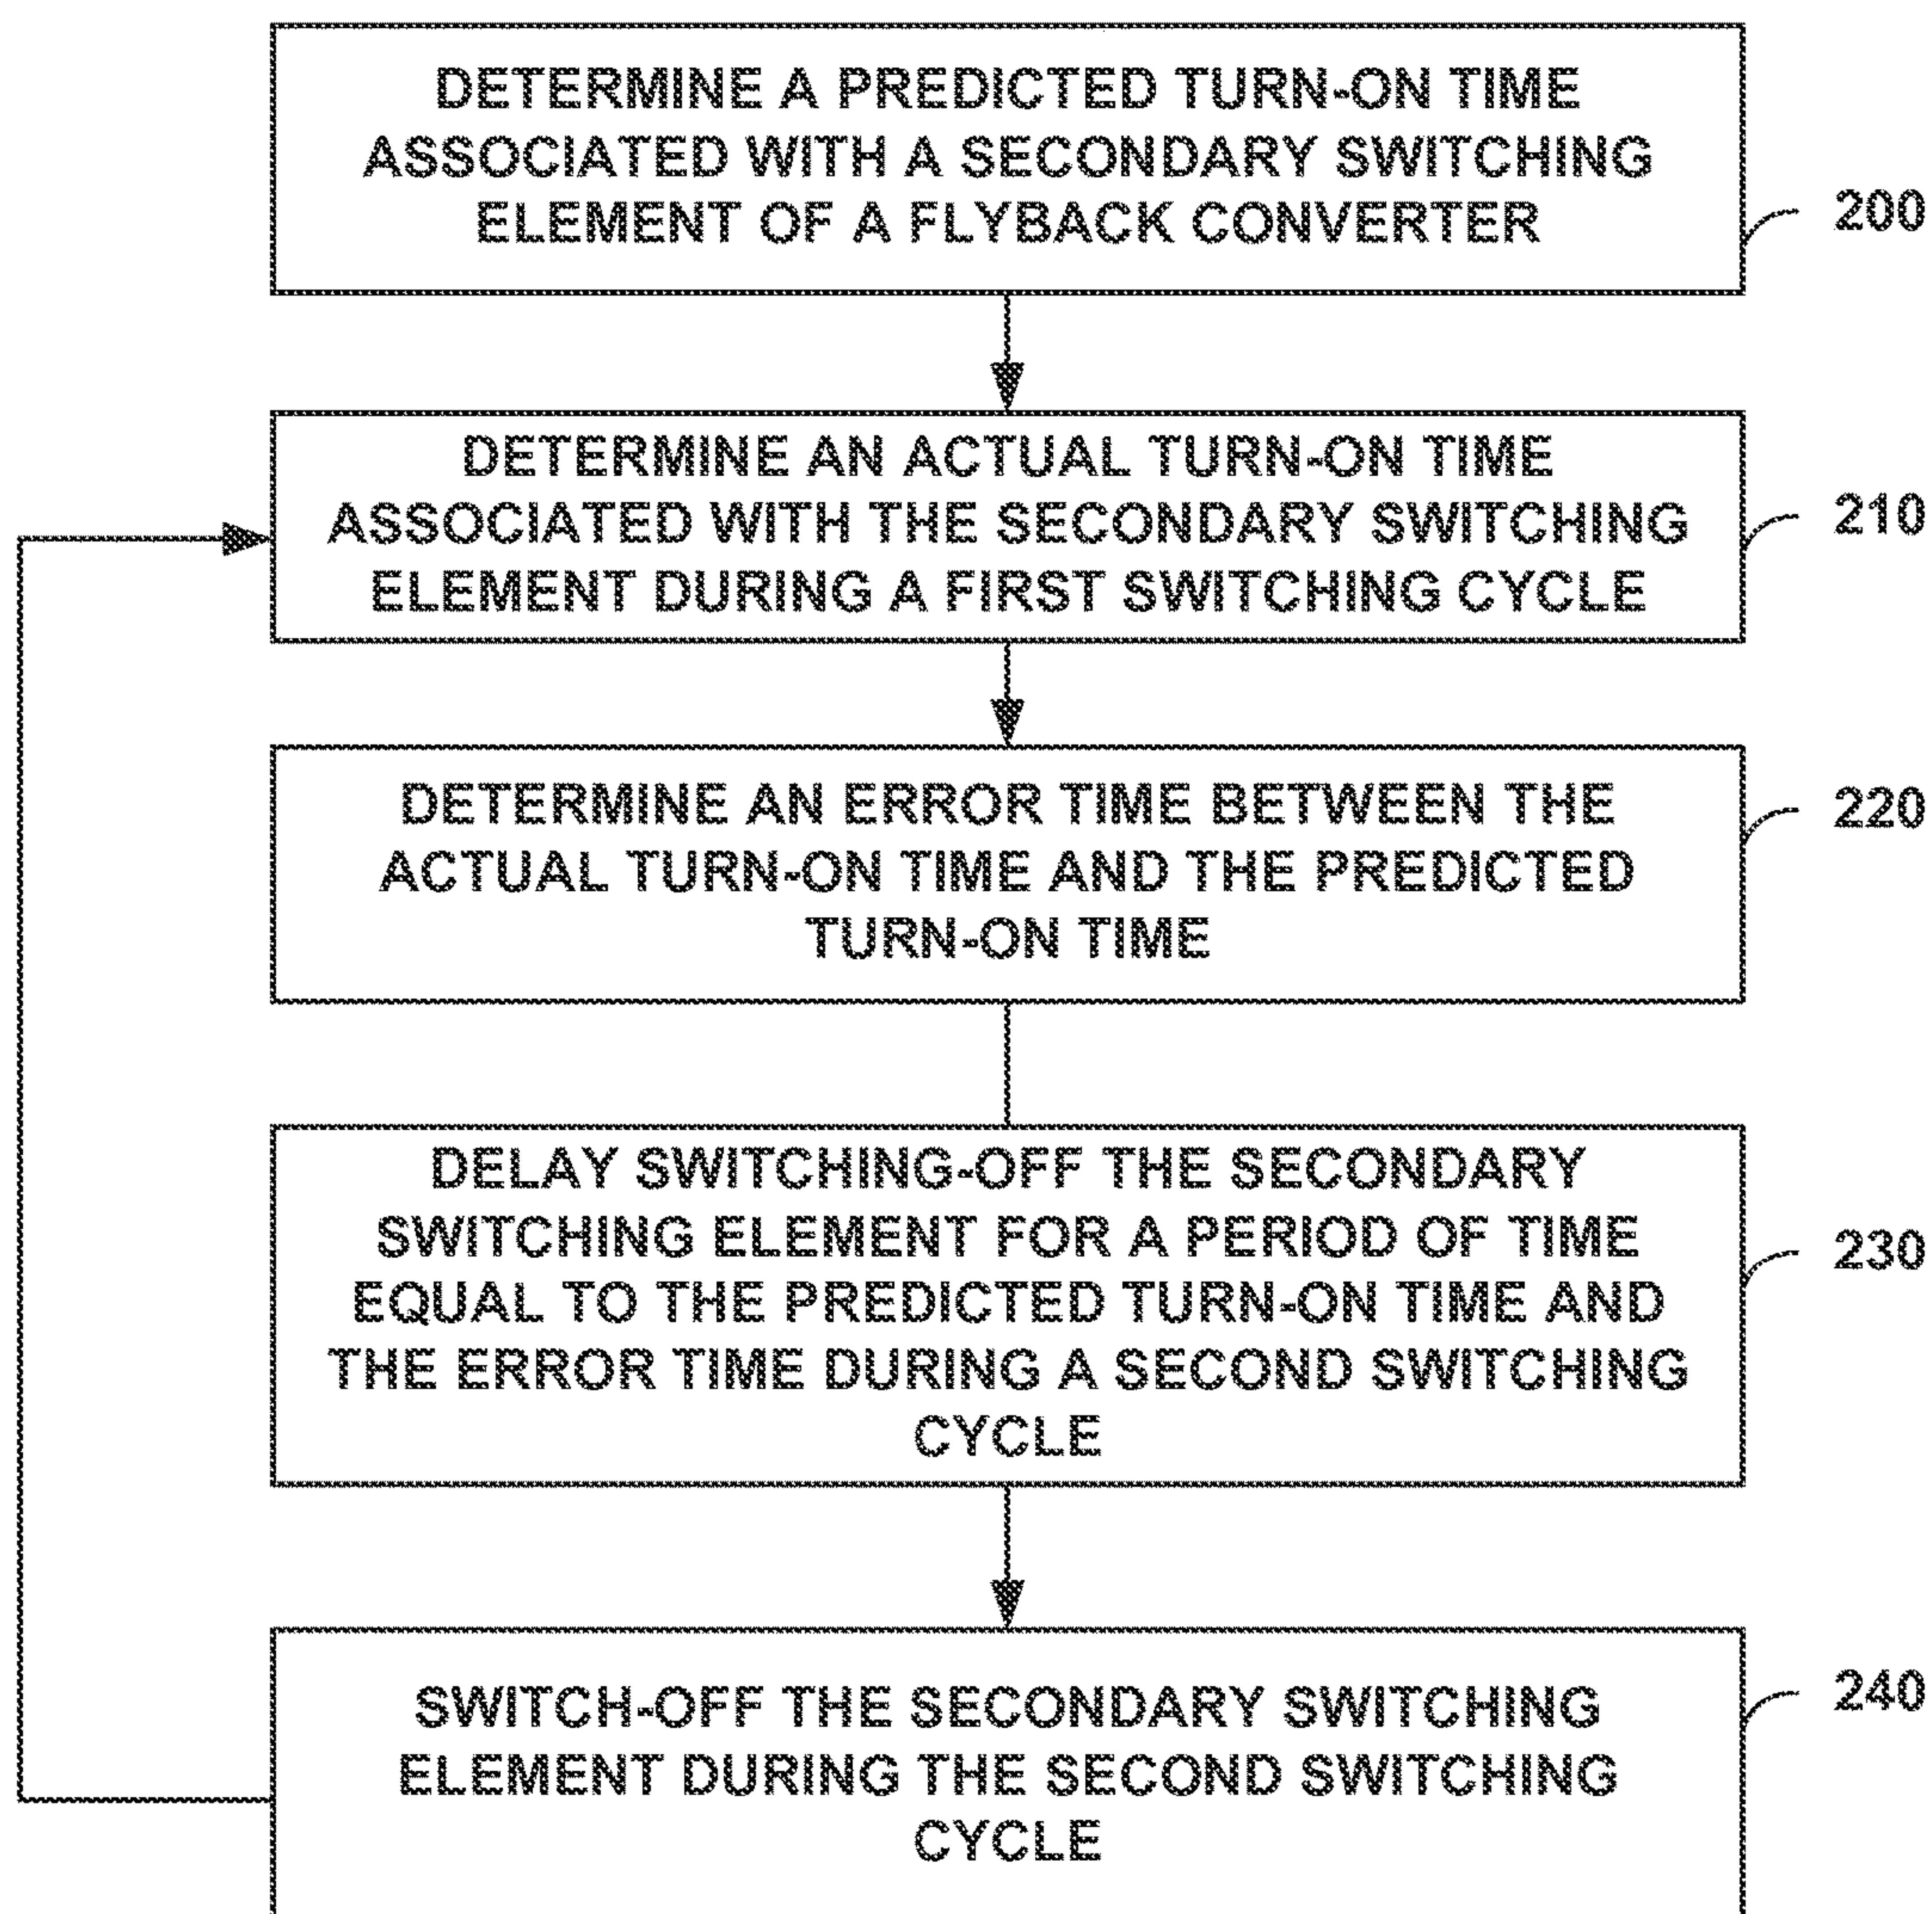 DETERMINE A PREDICTED TURN-ON TIME
ASSOCIATED WITH A SECONDARY SWITCHING
ELEMENT OF A FLYBACK CONVERTER
200
DETERMINE AN ACTUAL TURN-ON TIME
ASSOCIATED WITH THE SECONDARY SWITCHING
ELEMENT DURING A FIRST SWITCHING CYCLE
210
DETERMINE AN ERROR TIME BETWEEN THE
ACTUAL TURN-ON TIME AND THE PREDICTED
TURN-ON TIME
220
DELAY SWITCHING-OFF THE SECONDARY
SWITCHING ELEMENT FOR A PERIOD OF TIME
EQUAL TO THE PREDICTED TURN-ON TIME AND
THE ERROR TIME DURING A SECOND SWITCHING
CYCLE
230
SWITCH-OFF THE SECONDARY SWITCHING
ELEMENT DURING THE SECOND SWITCHING
CYCLE
240